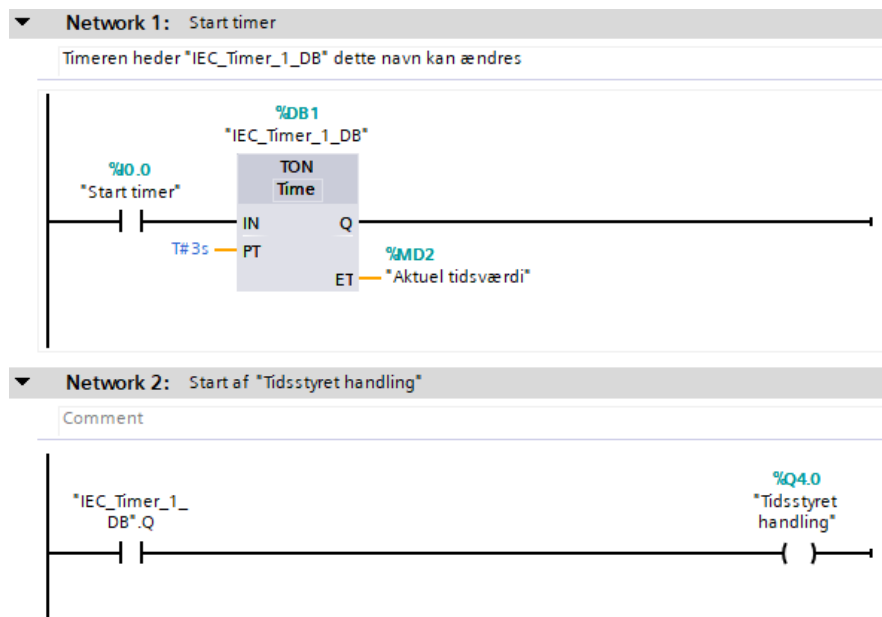 Network 1: Start timer
Timeren heder "IEC_Timer_1_DB" dette navn kan ændres
%DB1
"IEC_Timer_1_DB"
%I0.0
"Start timer"
TON
Time
IN Q
T#3s PT
%MD2
ET "Aktuel tidsværdi"
Network 2: Start af "Tidsstyret handling"
Comment
"IEC_Timer_1_
DB".Q
%Q4.0
"Tidsstyret
handling"